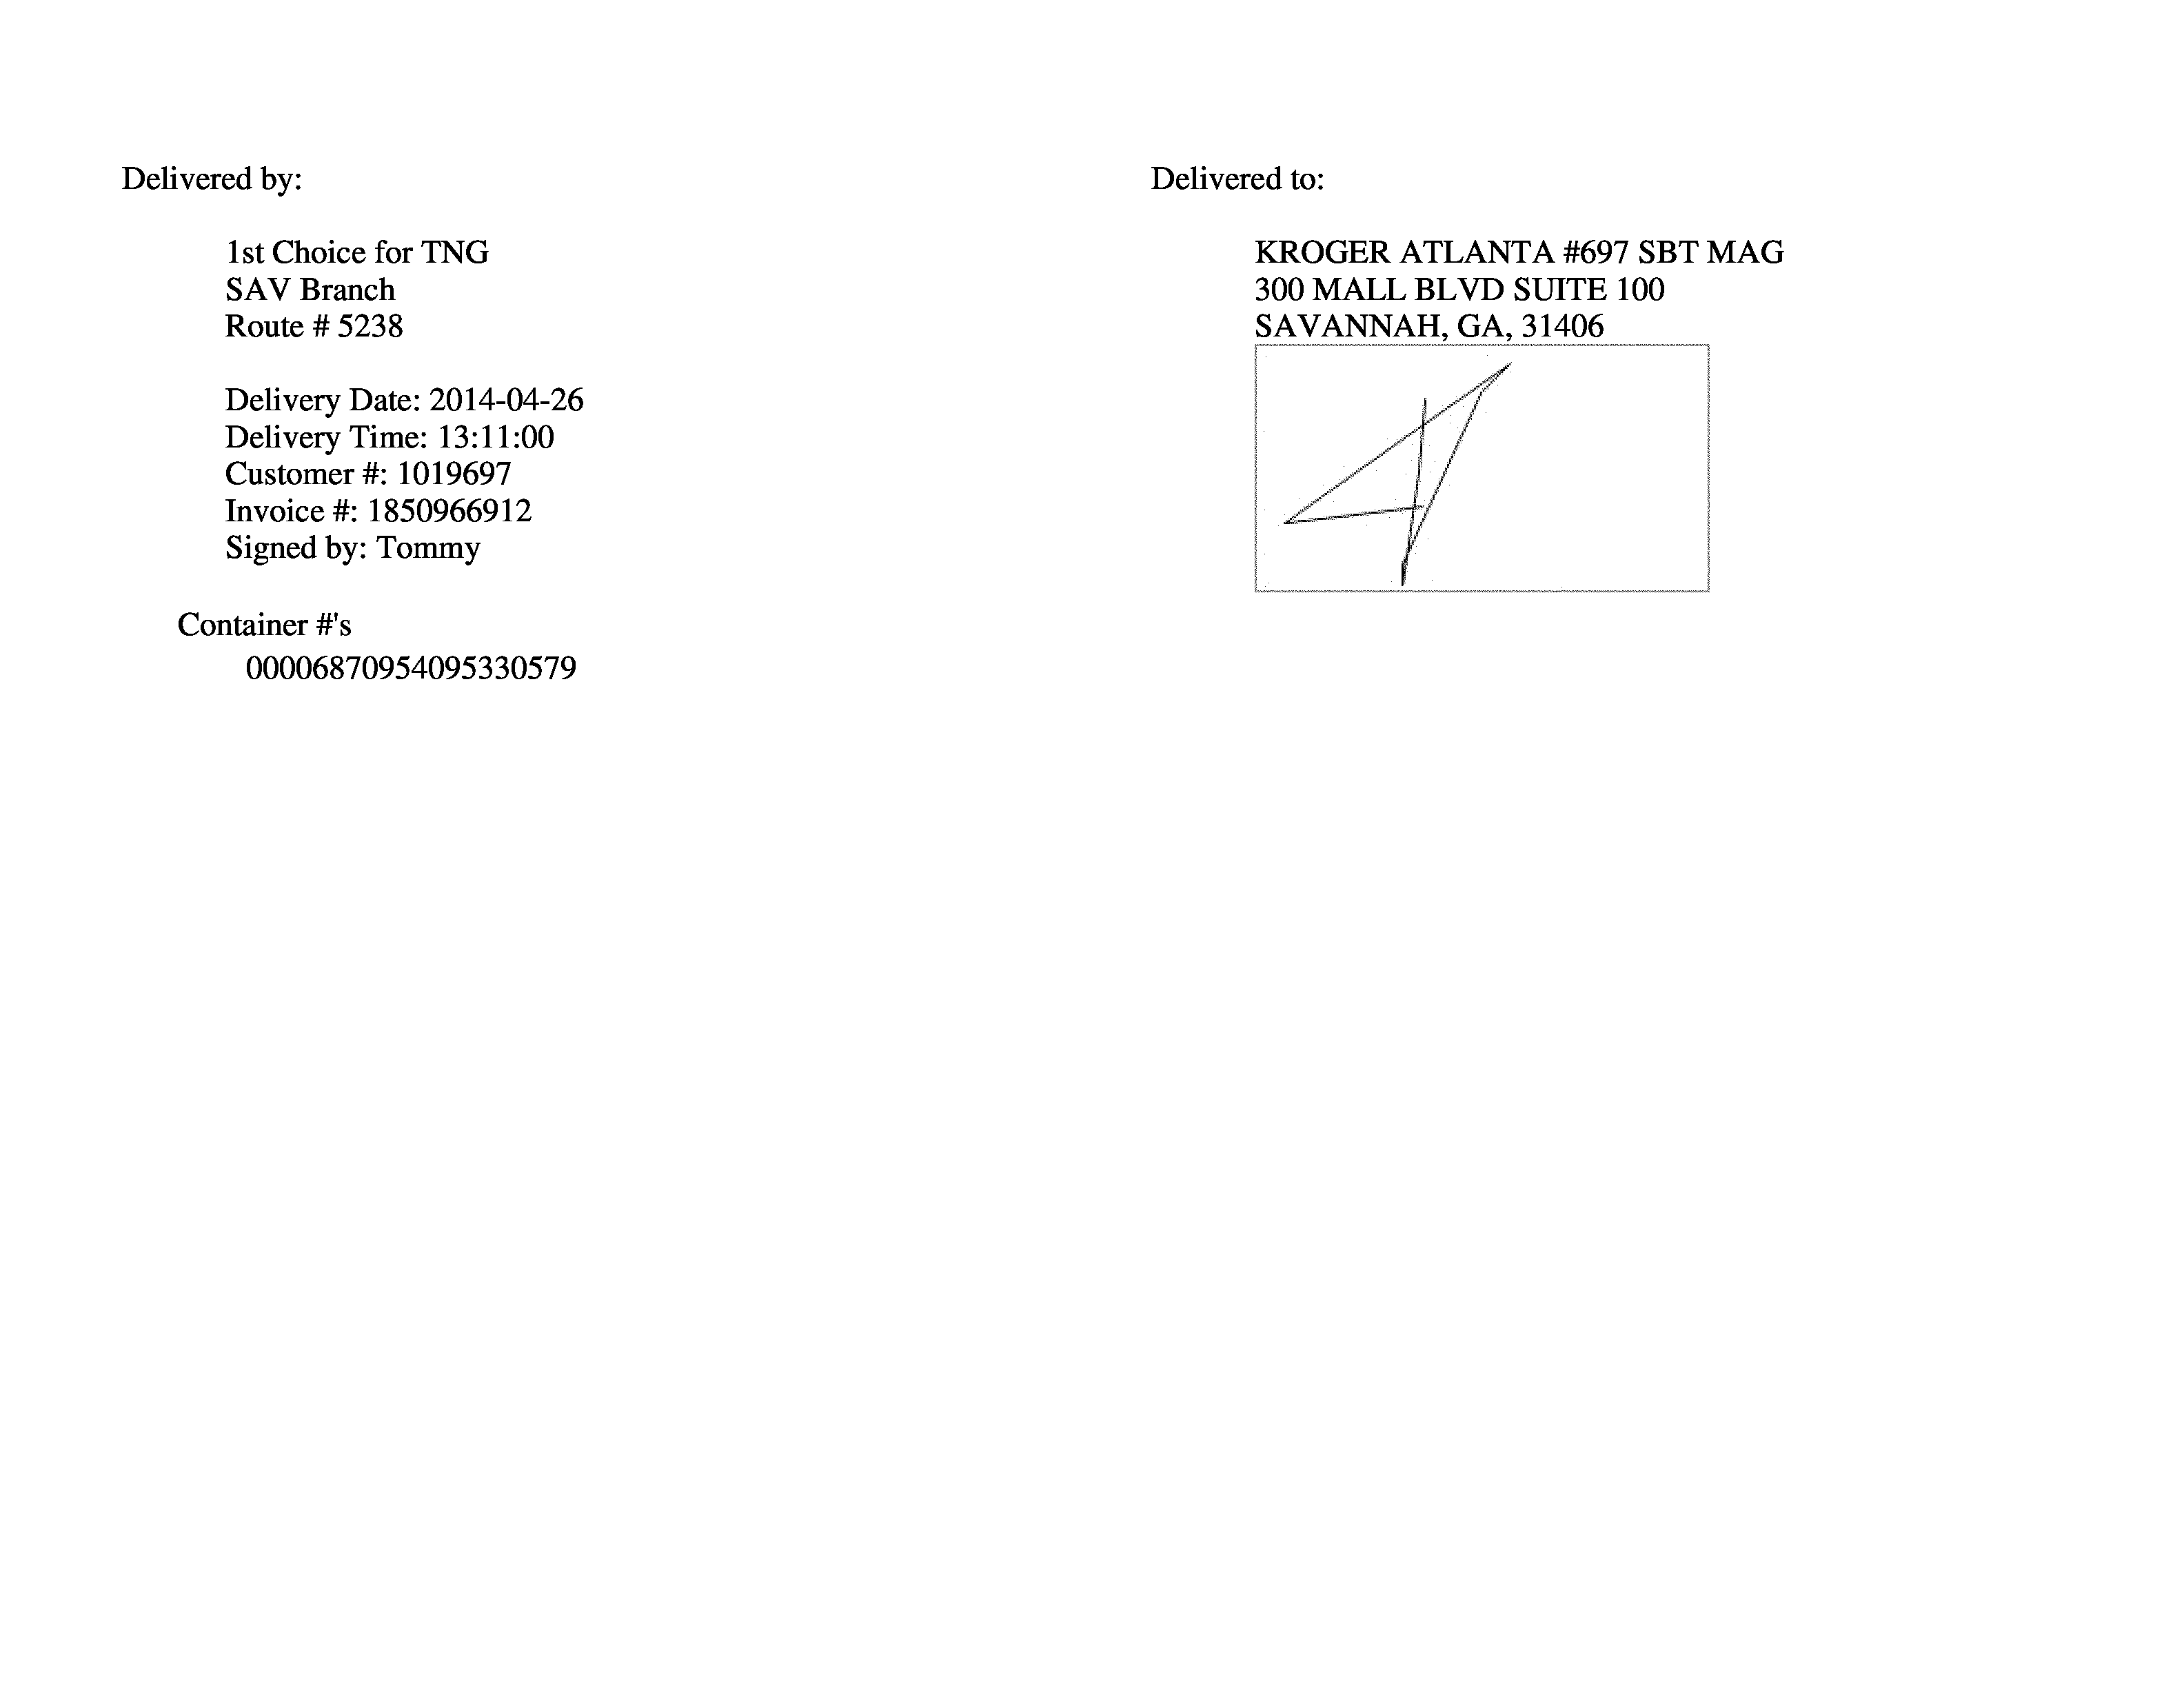 Delivered by:
1st Choice for TNG
SAV Branch
Route # 5238
Delivery Date: 2014-04-26
Delivery Time: 13:11:00
Customer #: 1019697
Invoice #: 1850966912
Signed by: Tommy
Container #'s
00006870954095330579
Delivered to:
KROGER ATLANTA #697 SBT MAG
300 MALL BLVD SUITE 100
SAVANNAH, GA, 31406